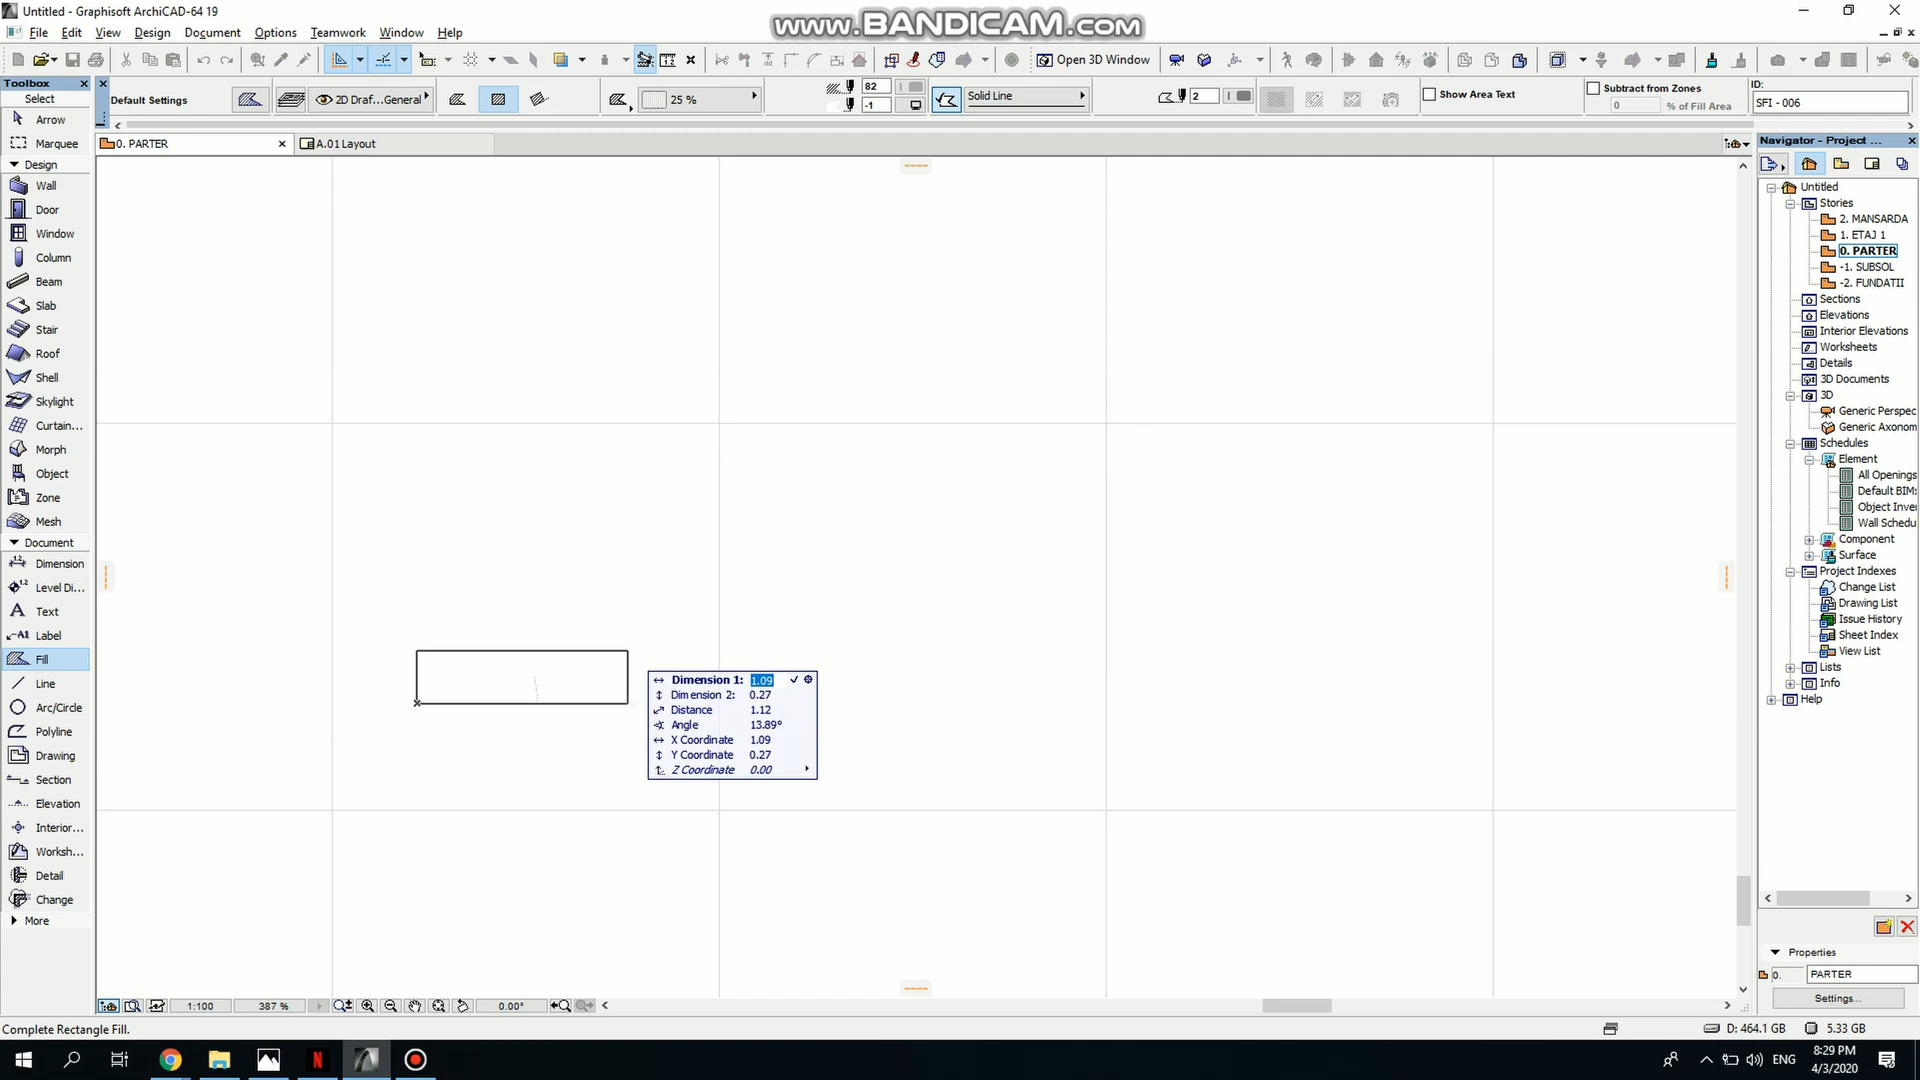 Untitled - Graphisoft ArchiCAD-64 19
www.BANDICAM.com
File Edit View Design Document Options Teamwork Window Help
Open 3D Window
Toolbox
Select
Arrow
Marquee
Design
Wall
Door
Window
Column
Beam
Slab
Stair
Roof
Shell
Skylight
Curtain...
Morph
Object
Zone
Mesh
Document
Dimension
Level Di...
Text
Label
Fill
Line
Arc/Circle
Polyline
Drawing
Section
Elevation
Interior...
Worksh...
Detail
Change
More
Default Settings
2D Draf...General
25 %
82
-1
Solid Line
2
Show Area Text
Subtract from Zones
0 % of Fill Area
ID:
SFI - 006
0. PARTER
A.01 Layout
Dimension 1: 1.09
Dimension 2: 0.27
Distance 1.12
Angle 13.89°
X Coordinate 1.09
Y Coordinate 0.27
Z Coordinate 0.00
Navigator - Project ...
Untitled
Stories
2. MANSARDA
1. ETAJ 1
0. PARTER
-1. SUBSOL
-2. FUNDATII
Sections
Elevations
Interior Elevations
Worksheets
Details
3D Documents
3D
Generic Perspec
Generic Axonom
Schedules
Element
All Openings
Default BIMx
Object Inve
Wall Schedu
Component
Surface
Project Indexes
Change List
Drawing List
Issue History
Sheet Index
View List
Lists
Info
Help
Properties
0. PARTER
Settings...
1:100 387 % 0.00°
Complete Rectangle Fill.
D: 464.1 GB 5.33 GB
ENG
8:29 PM
4/3/2020